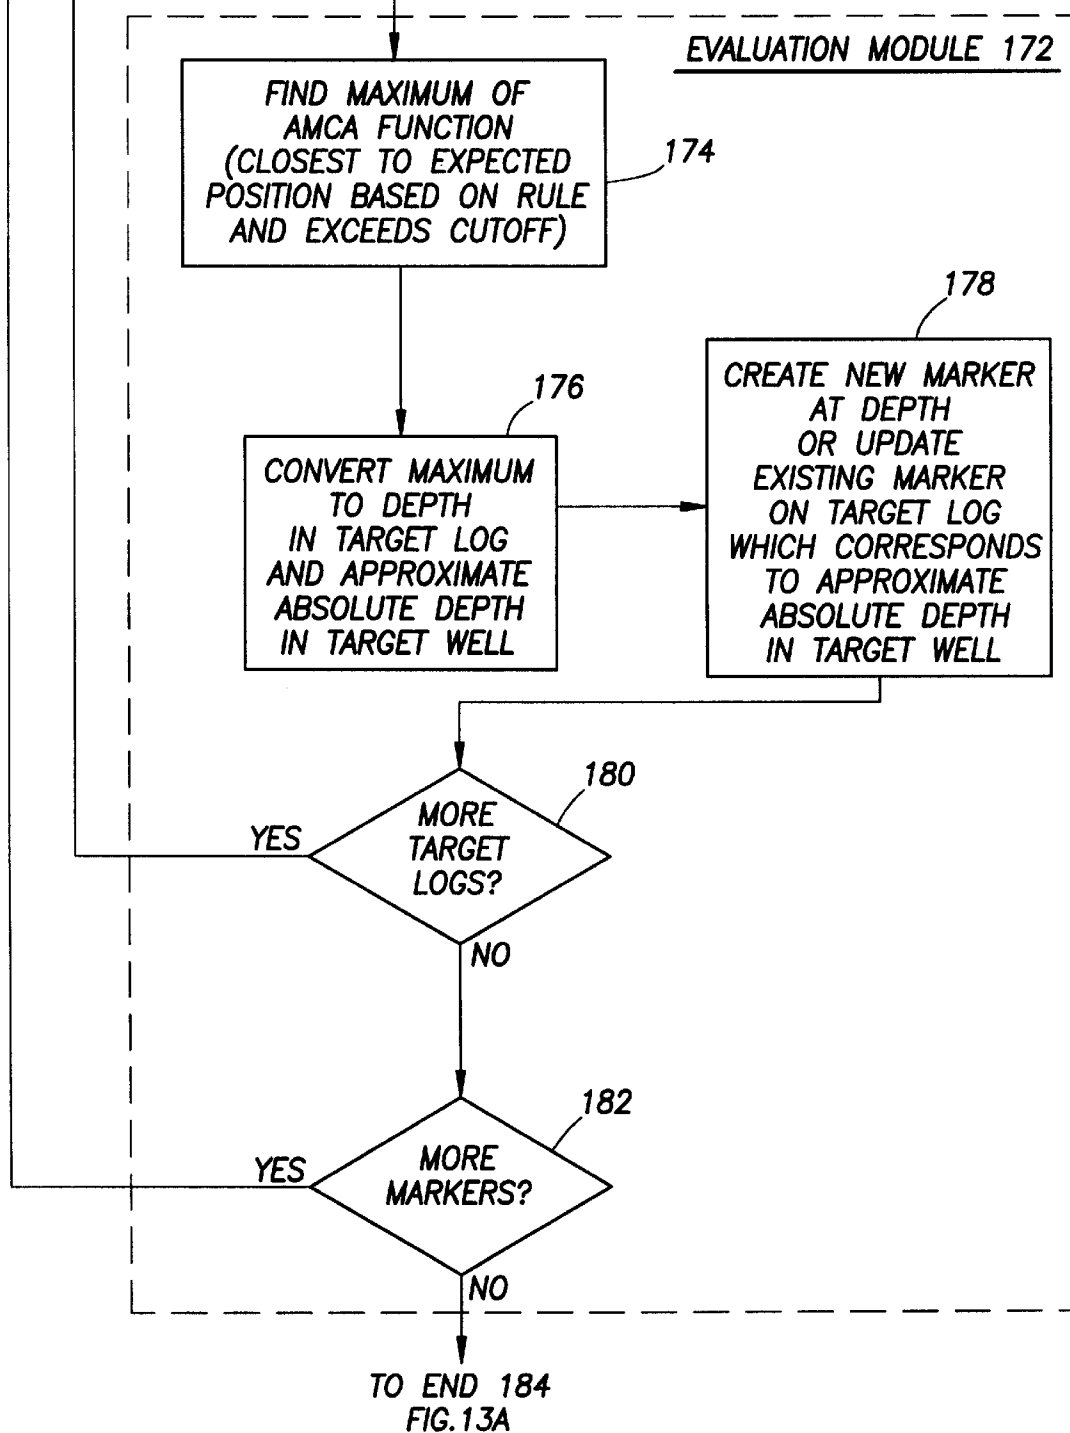 EVALUATION MODULE 172
FIND MAXIMUM OF
AMCA FUNCTION
(CLOSEST TO EXPECTED
POSITION BASED ON RULE
AND EXCEEDS CUTOFF)
174
176
CONVERT MAXIMUM
TO DEPTH
IN TARGET LOG
AND APPROXIMATE
ABSOLUTE DEPTH
IN TARGET WELL
178
CREATE NEW MARKER
AT DEPTH
OR UPDATE
EXISTING MARKER
ON TARGET LOG
WHICH CORRESPONDS
TO APPROXIMATE
ABSOLUTE DEPTH
IN TARGET WELL
180
MORE
TARGET
LOGS?
YES
NO
182
MORE
MARKERS?
YES
NO
TO END 184
FIG.13A